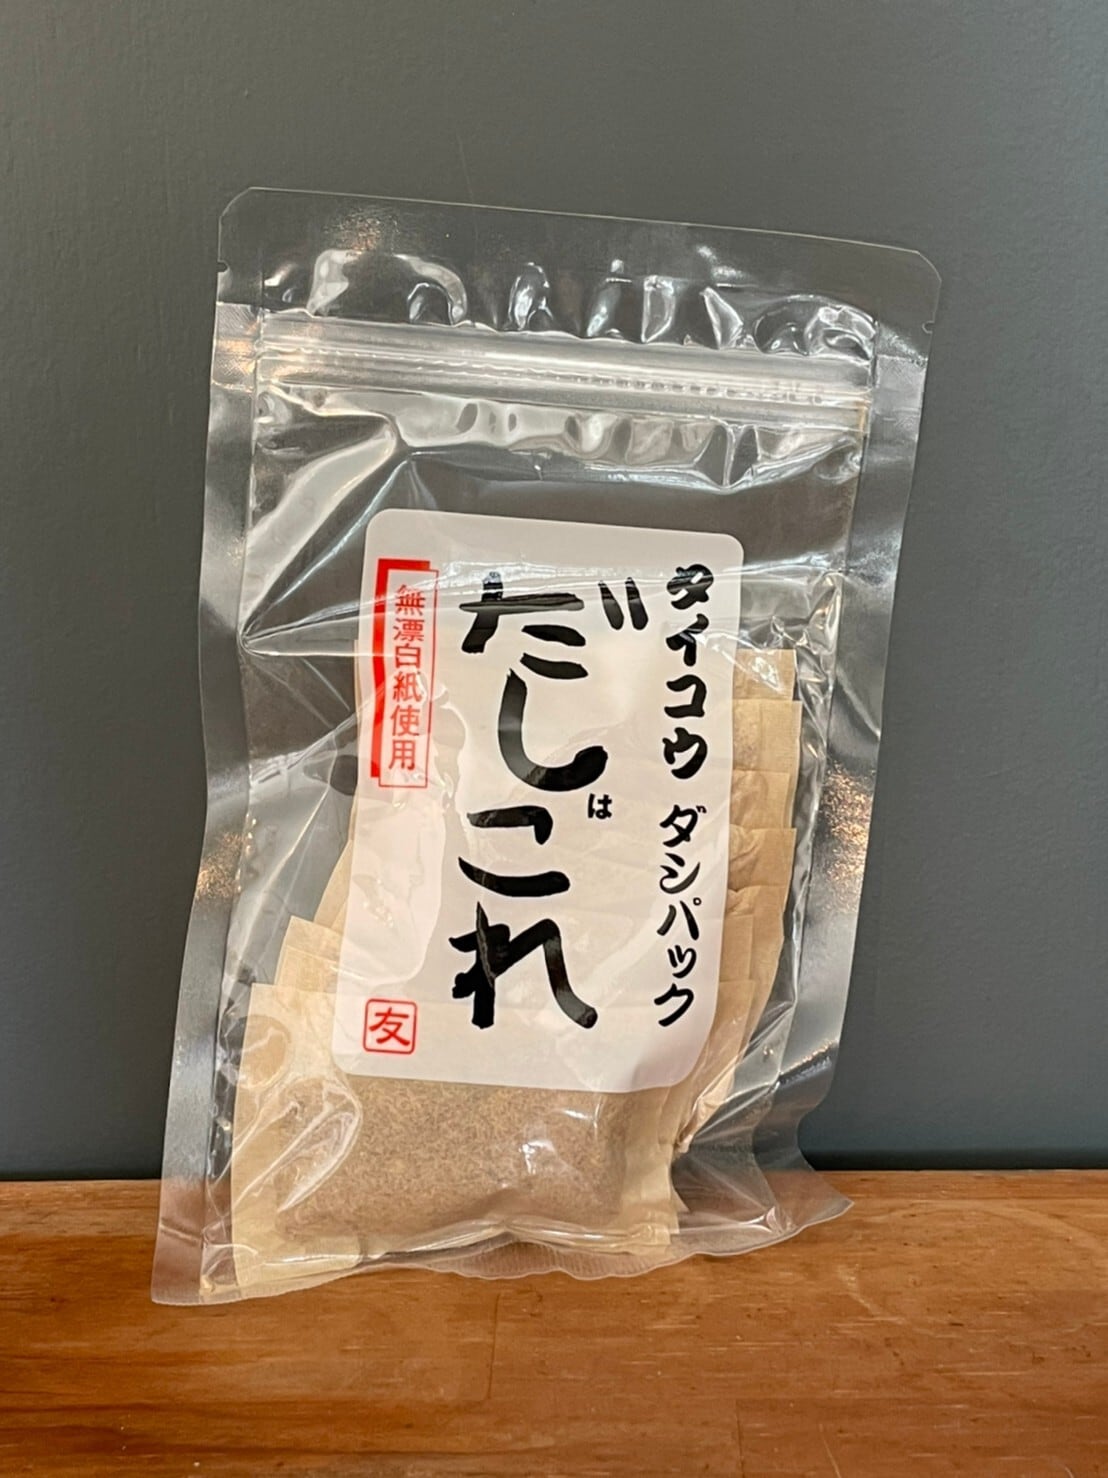 タイコウ ダシパック
だしはこれ
無漂白紙使用
友